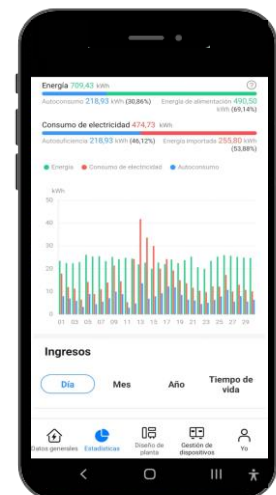 Energía 709,43 kWh
Autoconsumo 218,93 kWh (30,86%) Energía de alimentación 490,50
kWh (69,14%)
Consumo de electricidad 474,73 kWh
Autosuficiencia 218,93 kWh (46,12%) Energía importada 255,80 kWh
(53,88%)
Energía Consumo de electricidad Autoconsumo
kWh
50
40
30
20
10
0
01 03 05 07 09 11 13 15 17 19 21 23 25 27 29
Ingresos
Día Mes Año Tiempo de
vida
Datos generales Estadísticas Diseño de
planta Gestión de
dispositivos Yo